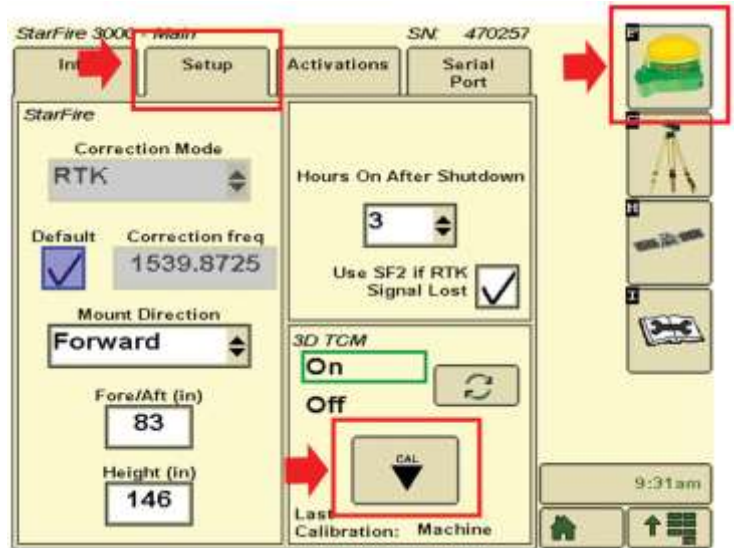 StarFire 3000 - Main
SN: 470257
Setup
Activations
Serial
Port
StarFire
Correction Mode
RTK
Default
Correction freq
1539.8725
Mount Direction
Forward
Fore/Aft (in)
83
Height (in)
146
Hours On After Shutdown
3
Use SF2 if RTK
Signal Lost
3D TCM
On
Off
CAL
Last
Calibration: Machine
F
H
I
9:31am